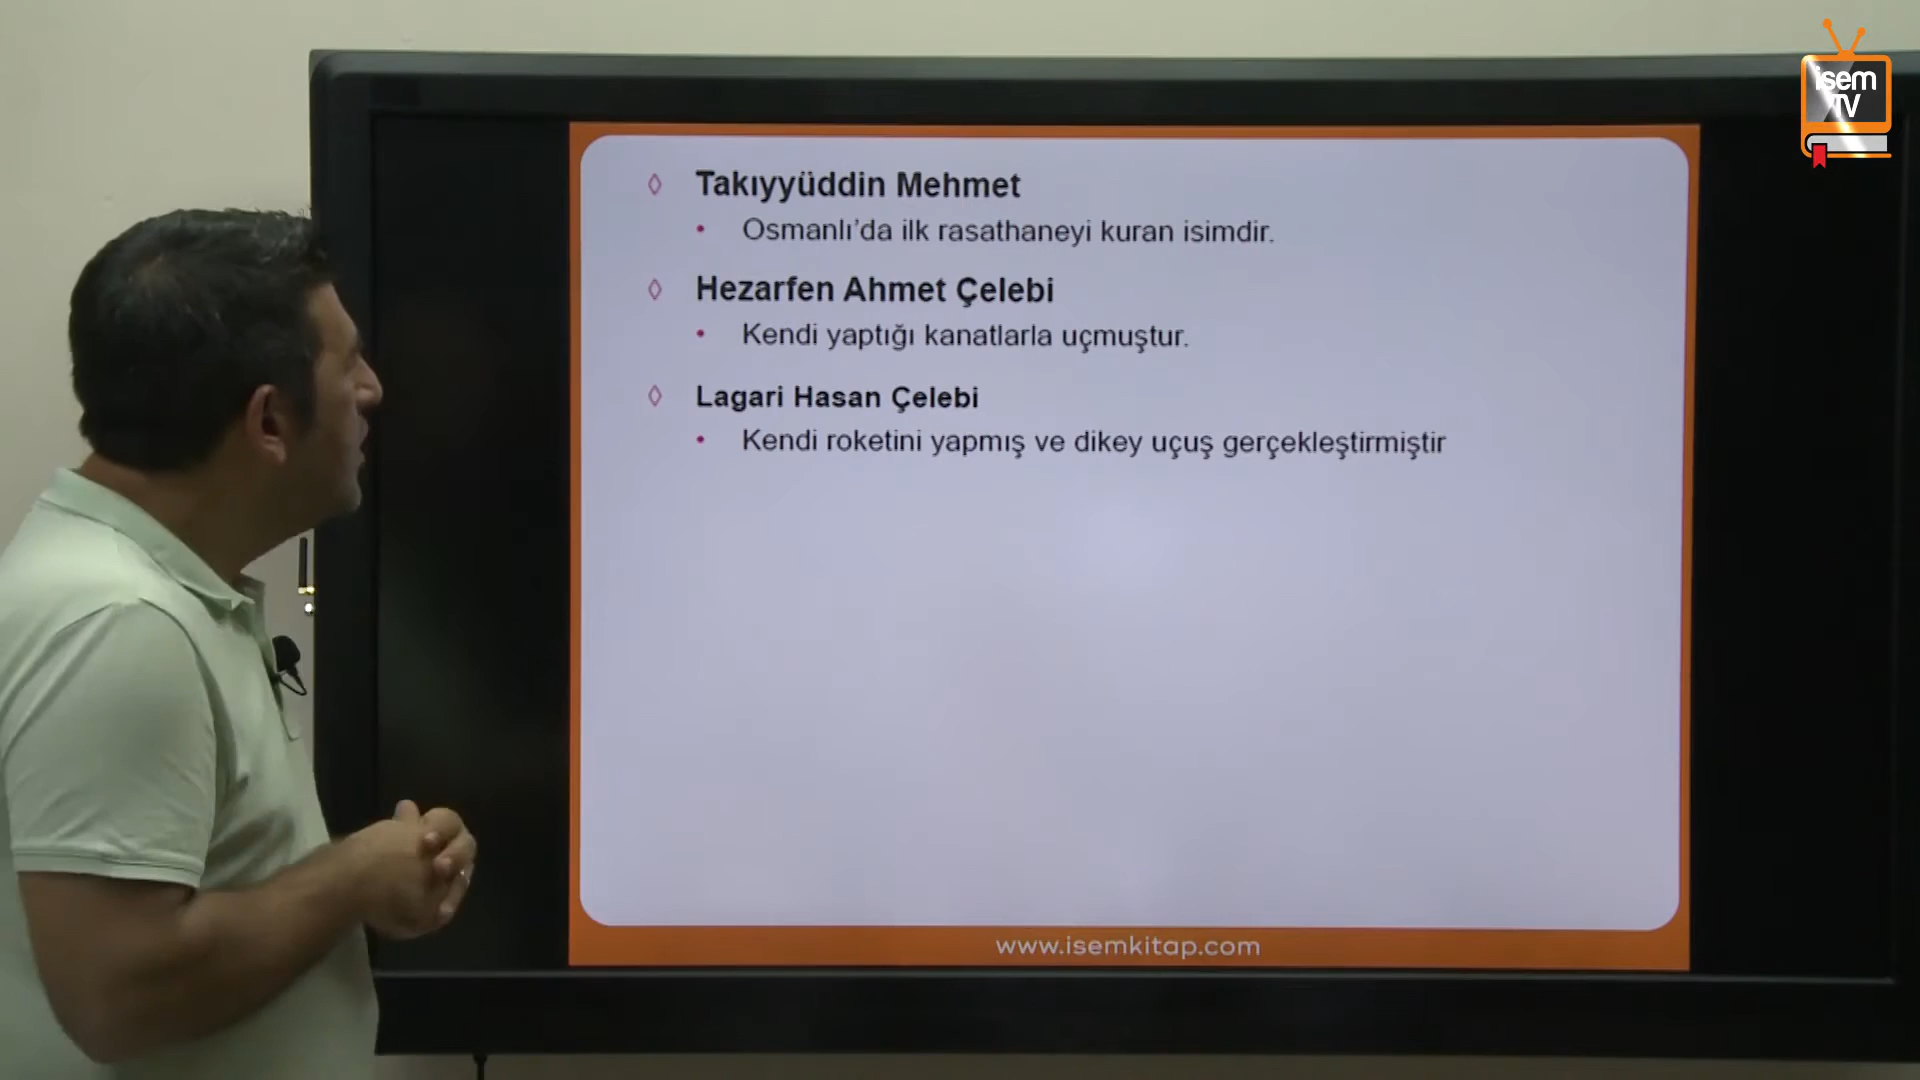 isem
TV
Takıyyüddin Mehmet
Osmanlı'da ilk rasathaneyi kuran isimdir.
Hezarfen Ahmet Çelebi
Kendi yaptığı kanatlarla uçmuştur.
Lagari Hasan Çelebi
Kendi roketini yapmış ve dikey uçuş gerçekleştirmiştir
www.isemkitap.com